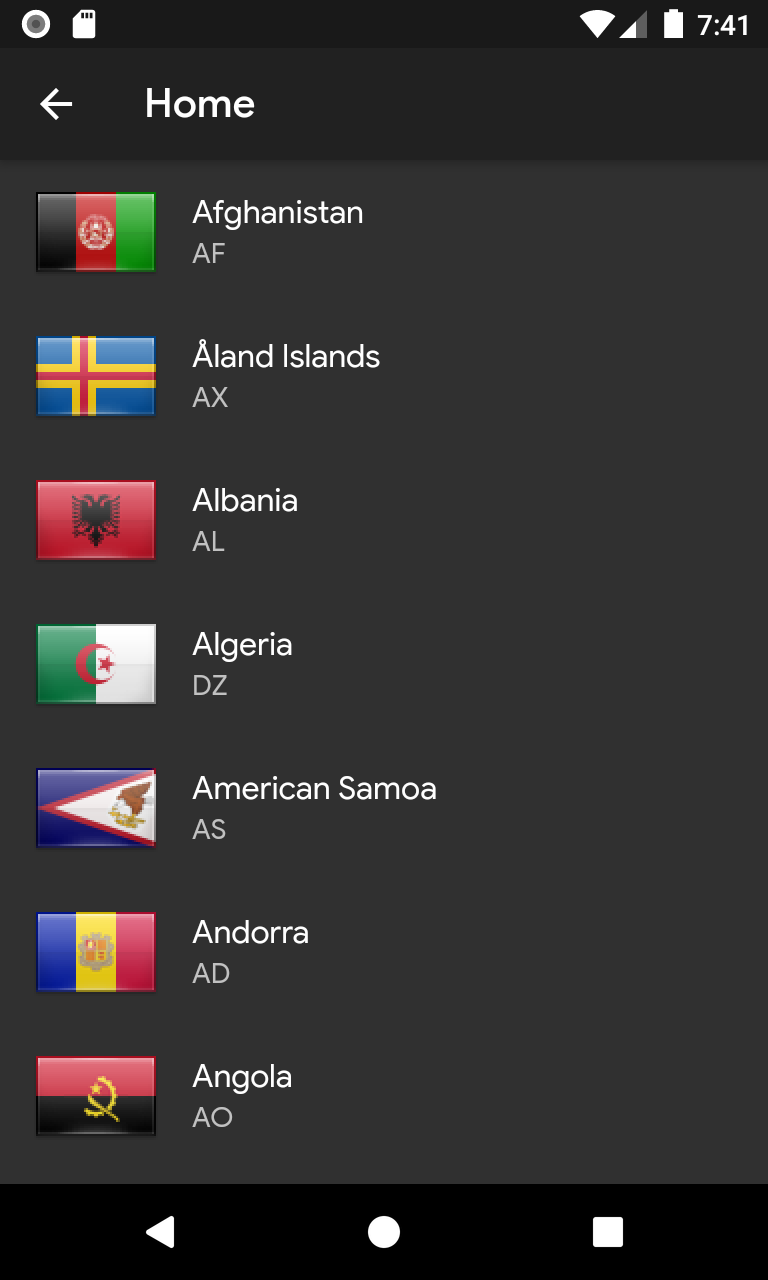 7:41
Home
Afghanistan
AF
Åland Islands
AX
Albania
AL
Algeria
DZ
American Samoa
AS
Andorra
AD
Angola
AO